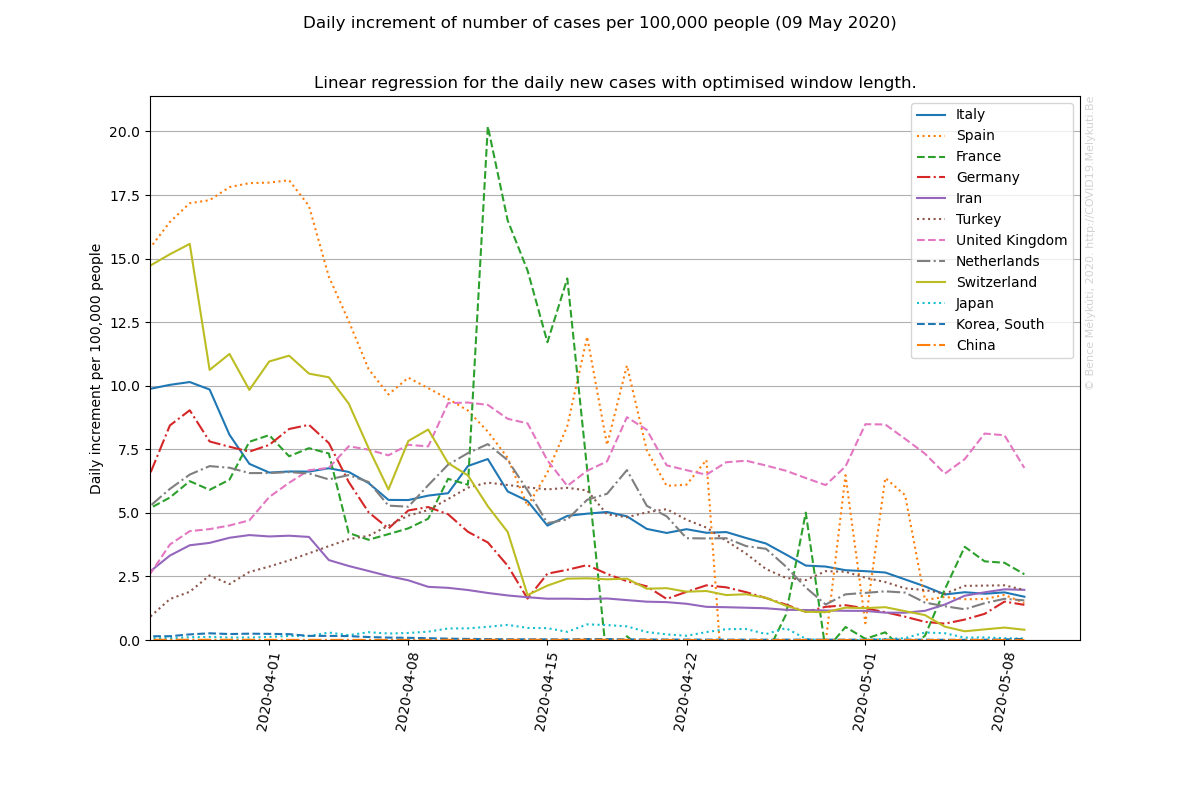 Daily increment of number of cases per 100,000 people (09 May 2020)
Linear regression for the daily new cases with optimised window length.
Daily increment per 100,000 people
20.0
17.5
15.0
12.5
10.0
7.5
5.0
2.5
0.0
2020-04-01
2020-04-08
2020-04-15
2020-04-22
2020-05-01
2020-05-08
Italy
Spain
France
Germany
Iran
Turkey
United Kingdom
Netherlands
Switzerland
Japan
Korea, South
China
© Bence Mélykúti, 2020. http://COVID19.Melykuti.Be